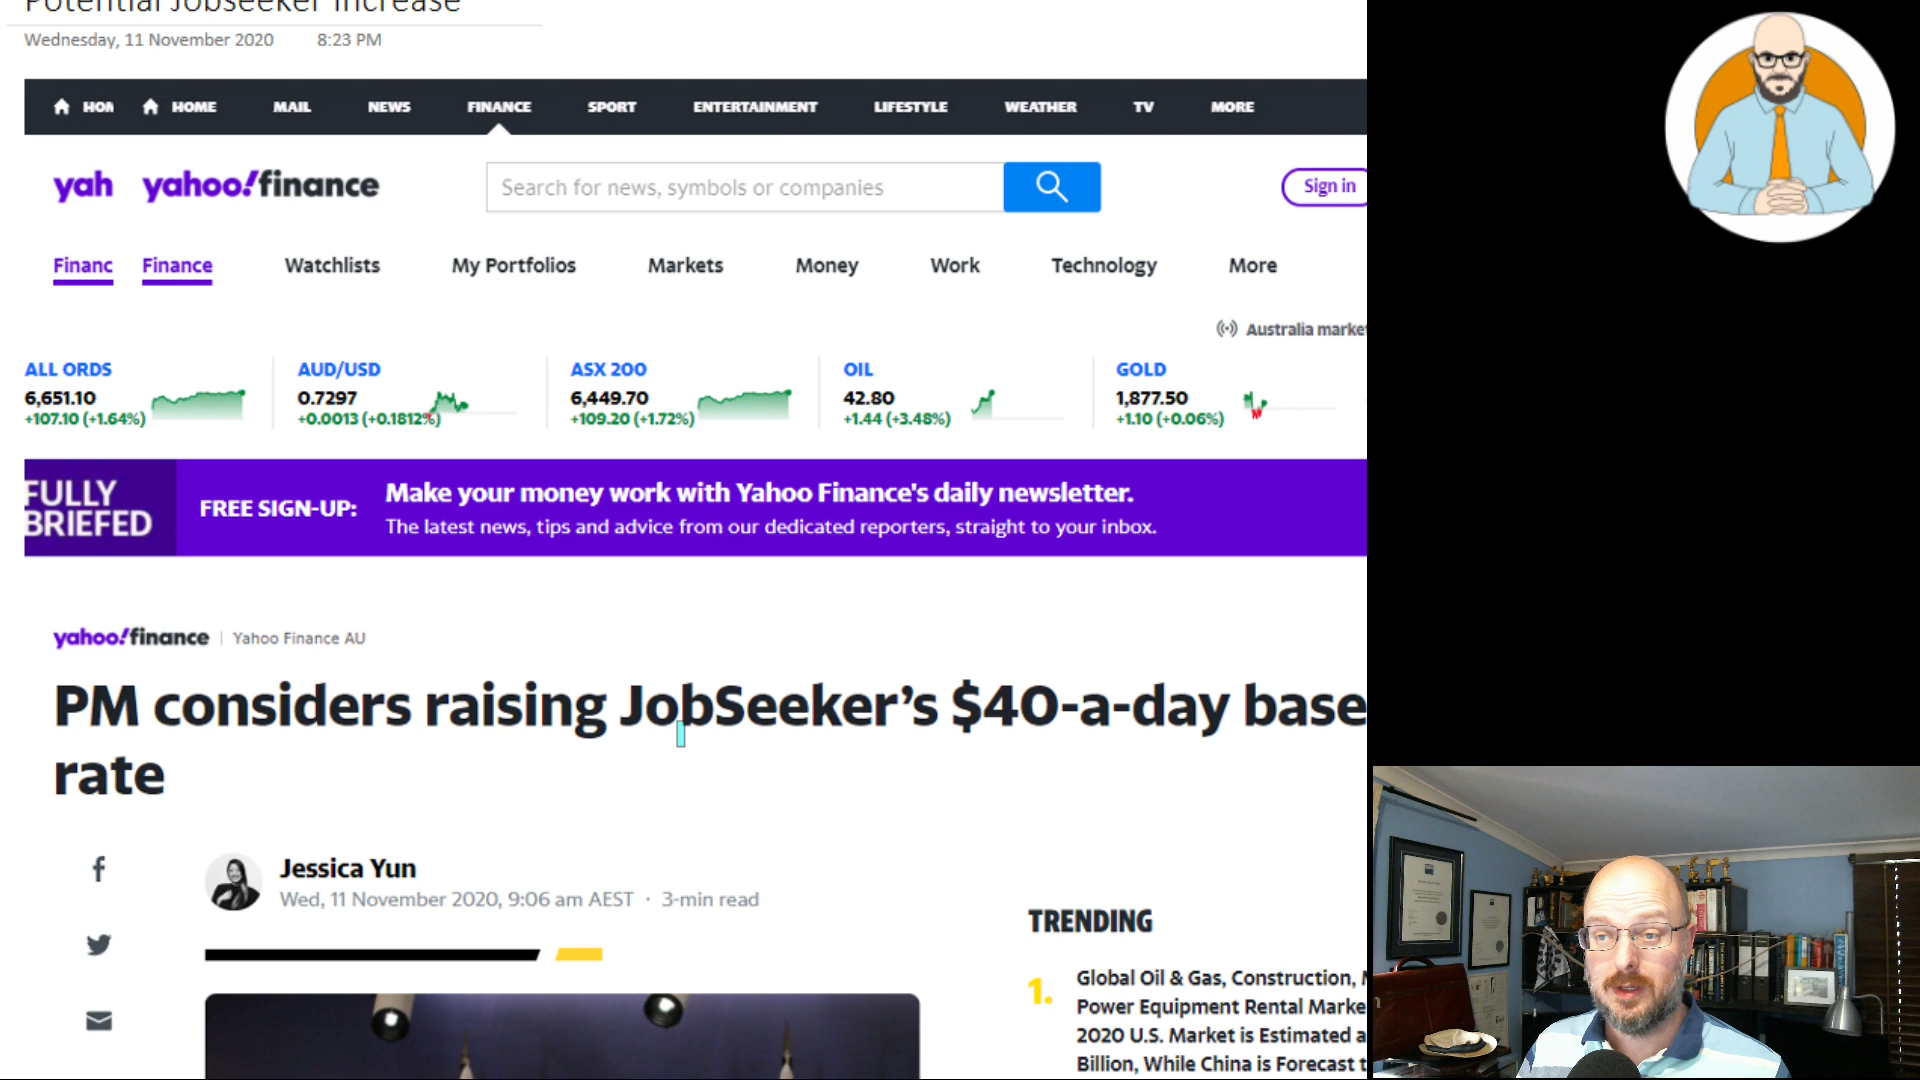 Potential Jobseeker Increase
Wednesday, 11 November 2020 8:23 PM
HOM HOME MAIL NEWS FINANCE SPORT ENTERTAINMENT LIFESTYLE WEATHER TV MORE
yah yahoo!finance Search for news, symbols or companies Sign in
Financ Finance Watchlists My Portfolios Markets Money Work Technology More
Australia market
ALL ORDS AUD/USD ASX 200 OIL GOLD
6,651.10 0.7297 6,449.70 42.80 1,877.50
+107.10 (+1.64%) +0.0013 (+0.1812%) +109.20 (+1.72%) +1.44 (+3.48%) +1.10 (+0.06%)
FULLY
BRIEFED
FREE SIGN-UP:
Make your money work with Yahoo Finance's daily newsletter.
The latest news, tips and advice from our dedicated reporters, straight to your inbox.
yahoo!finance | Yahoo Finance AU
PM considers raising JobSeeker’s $40-a-day base
rate
Jessica Yun
Wed, 11 November 2020, 9:06 am AEST · 3-min read
TRENDING
1.
Global Oil & Gas, Construction,
Power Equipment Rental Marke
2020 U.S. Market is Estimated a
Billion, While China is Forecast t